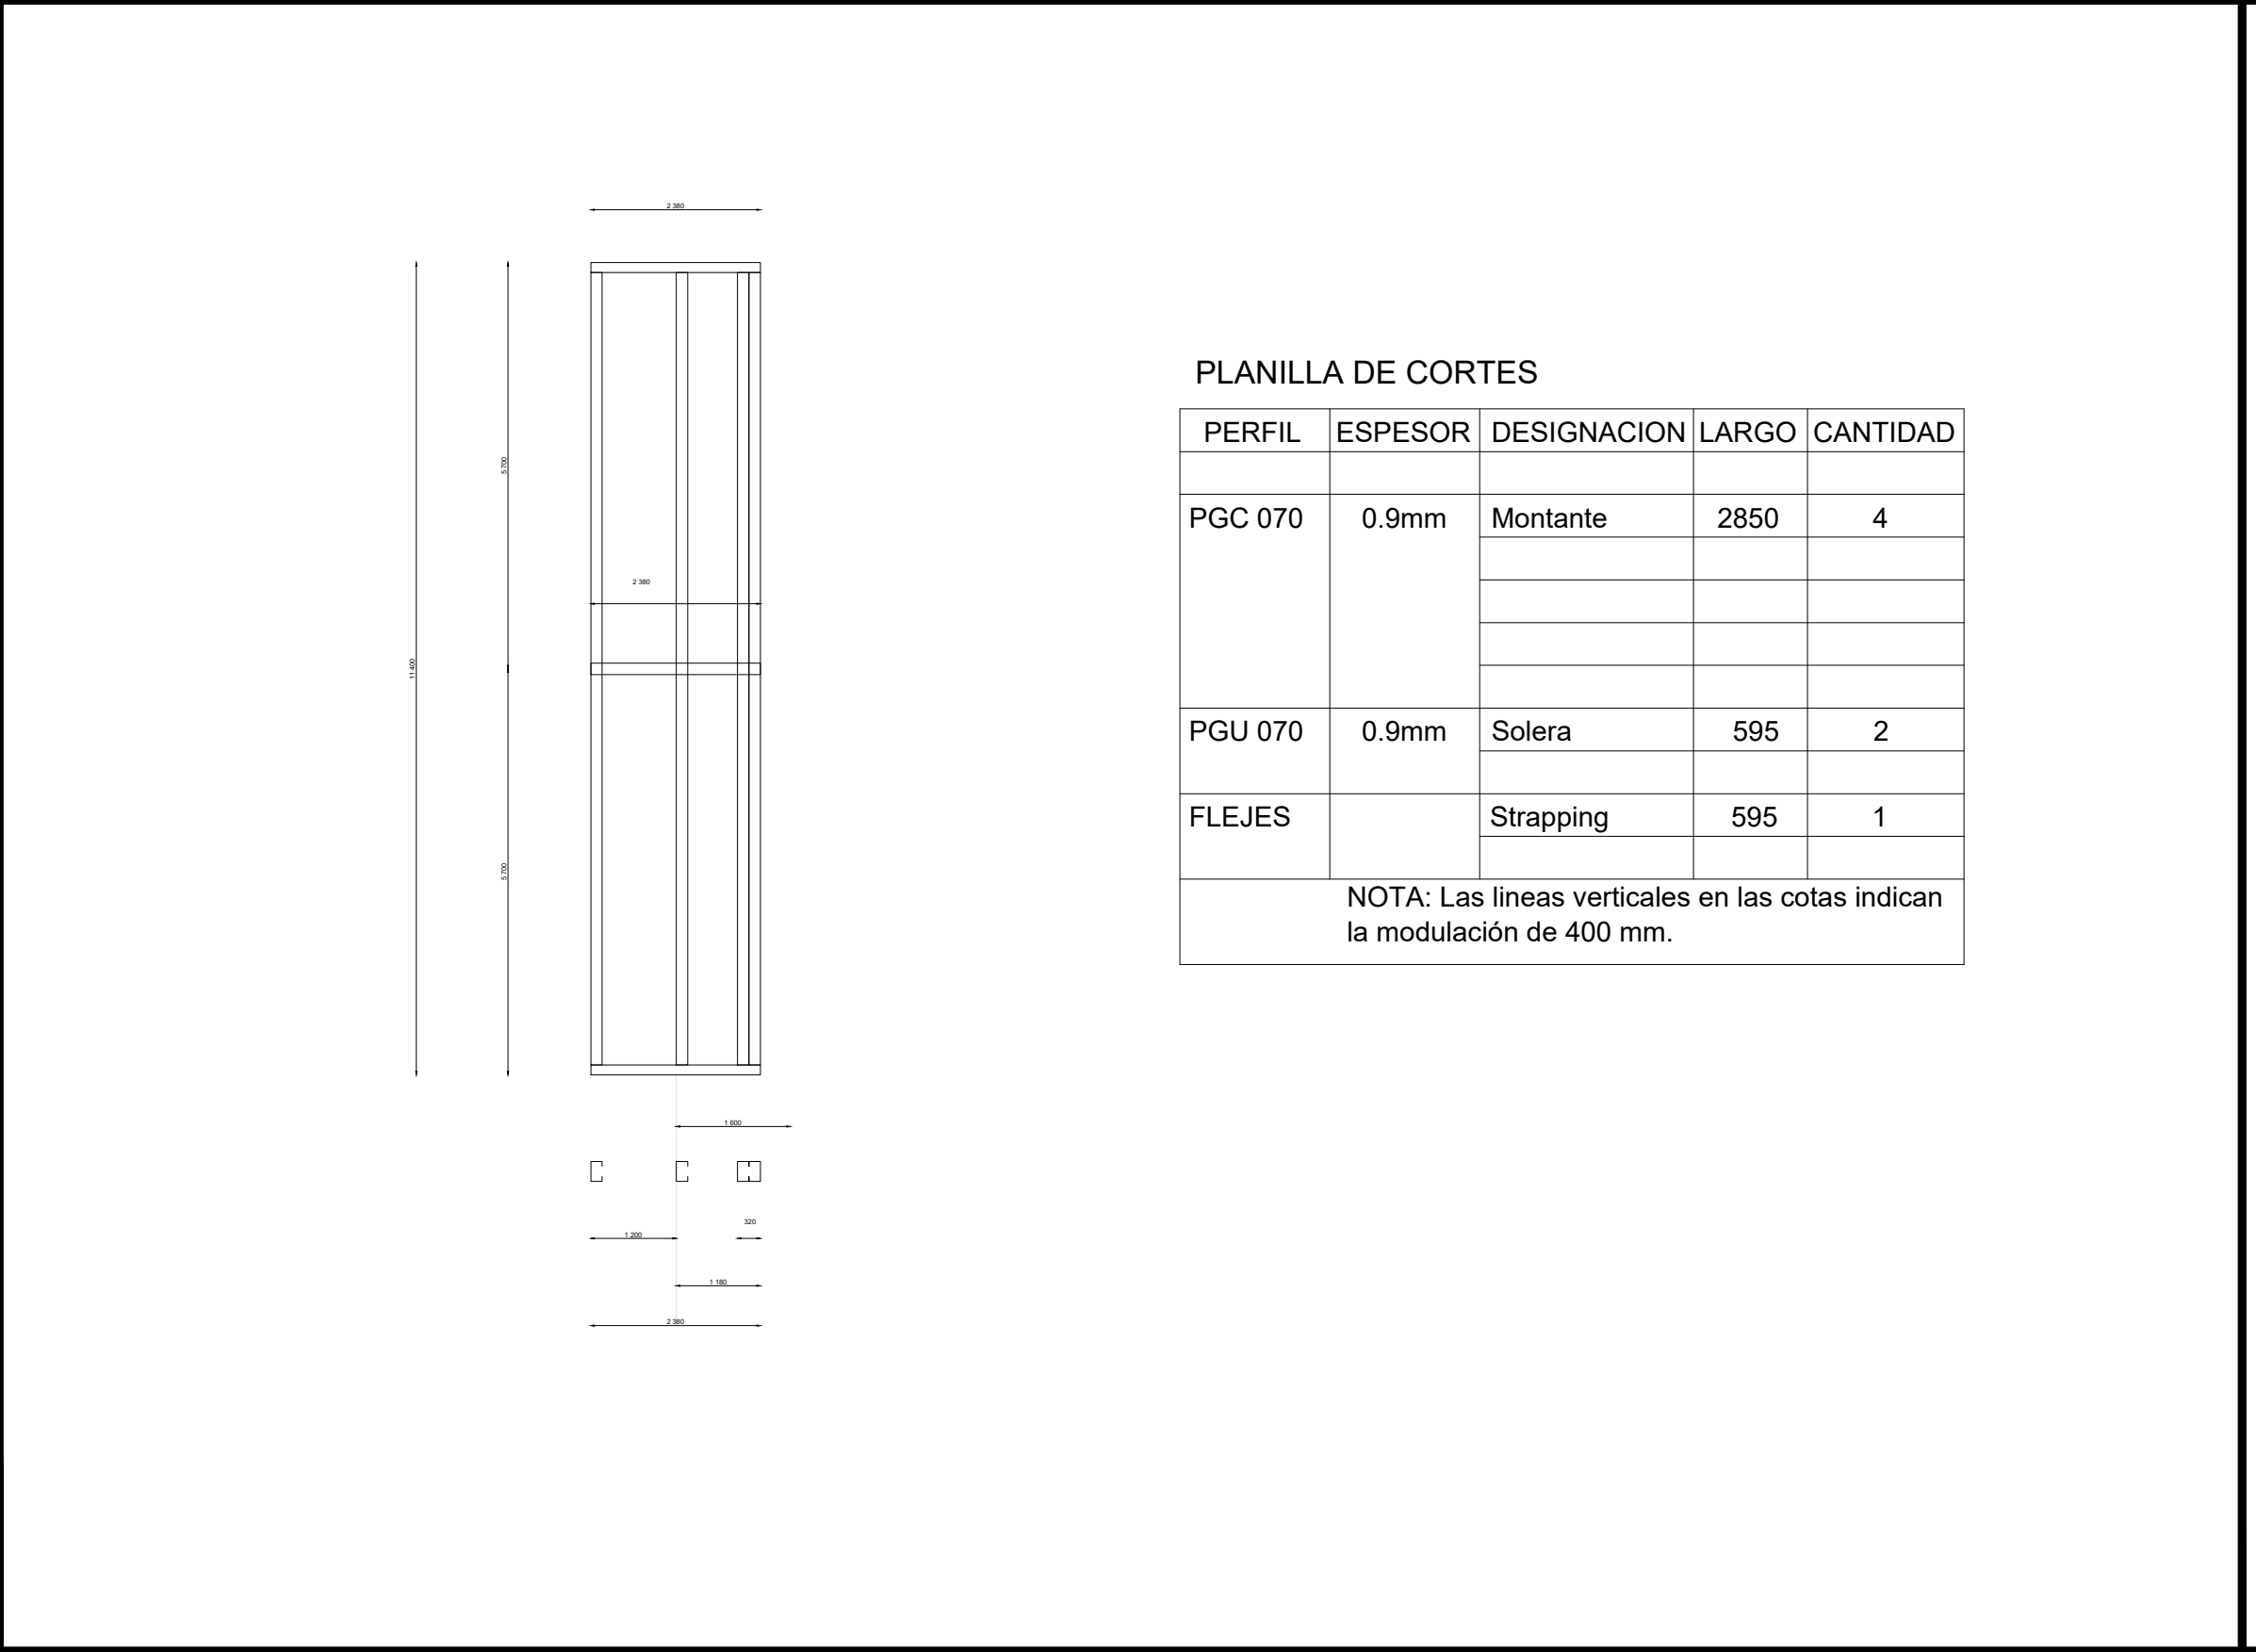 2 380
5 700
2 380
11 400
5 700
1 600
320
1 200
1 180
2 380
PLANILLA DE CORTES
PERFIL ESPESOR DESIGNACION LARGO CANTIDAD
PGC 070 0.9mm Montante 2850 4
PGU 070 0.9mm Solera 595 2
FLEJES Strapping 595 1
NOTA: Las lineas verticales en las cotas indican
la modulación de 400 mm.